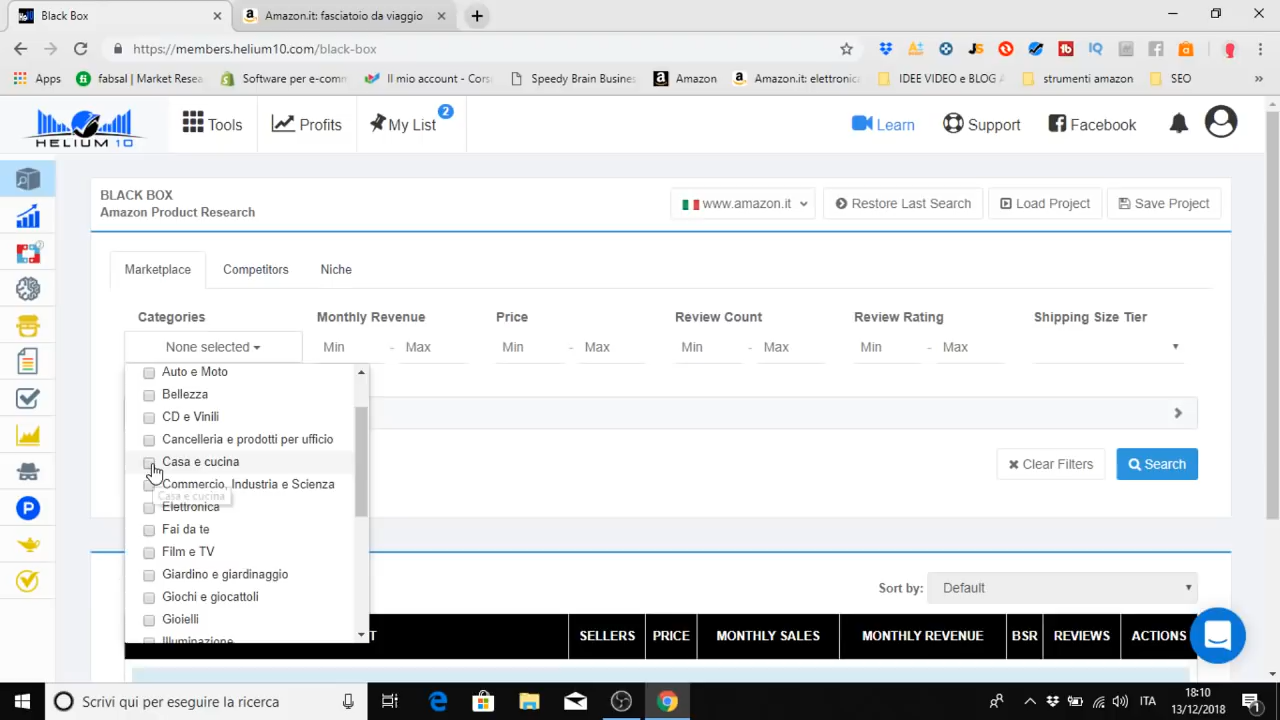 Black Box
Amazon.it: fasciatoio da viaggio
https://members.helium10.com/black-box
Apps
fabsal | Market Resea
Software per e-comm
Il mio account - Cors
Speedy Brain Busines
Amazon
Amazon.it: elettronic
IDEE VIDEO e BLOG A
strumenti amazon
SEO
HELIUM 10
Tools
Profits
My List
2
Learn
Support
Facebook
BLACK BOX
Amazon Product Research
www.amazon.it
Restore Last Search
Load Project
Save Project
Marketplace
Competitors
Niche
Categories
Monthly Revenue
Price
Review Count
Review Rating
Shipping Size Tier
None selected
Min - Max
Min - Max
Min - Max
Min - Max
Auto e Moto
Bellezza
CD e Vinili
Cancelleria e prodotti per ufficio
Casa e cucina
Commercio, Industria e Scienza
Casa e cucina
Elettronica
Fai da te
Film e TV
Giardino e giardinaggio
Giochi e giocattoli
Gioielli
Illuminazione
Clear Filters
Search
Sort by:
Default
T
SELLERS
PRICE
MONTHLY SALES
MONTHLY REVENUE
BSR
REVIEWS
ACTIONS
Scrivi qui per eseguire la ricerca
ITA
18:10
13/12/2018
1